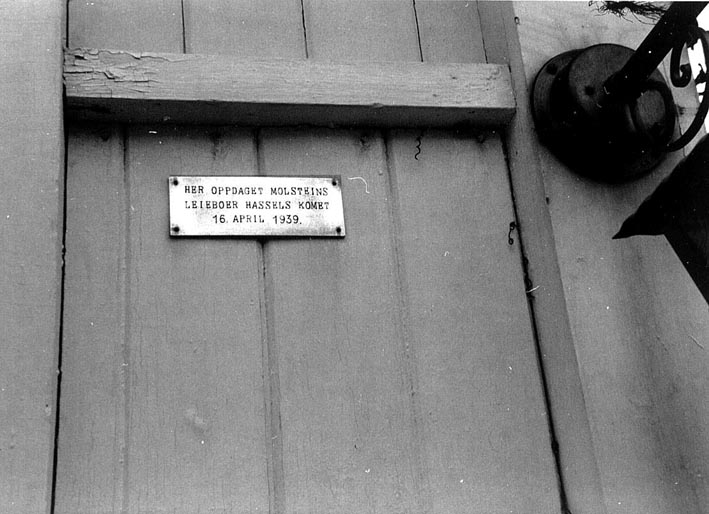 HER OPPDAGET MOLSTEINS
LEIEBOER HASSELS KOMET
16. APRIL 1939.